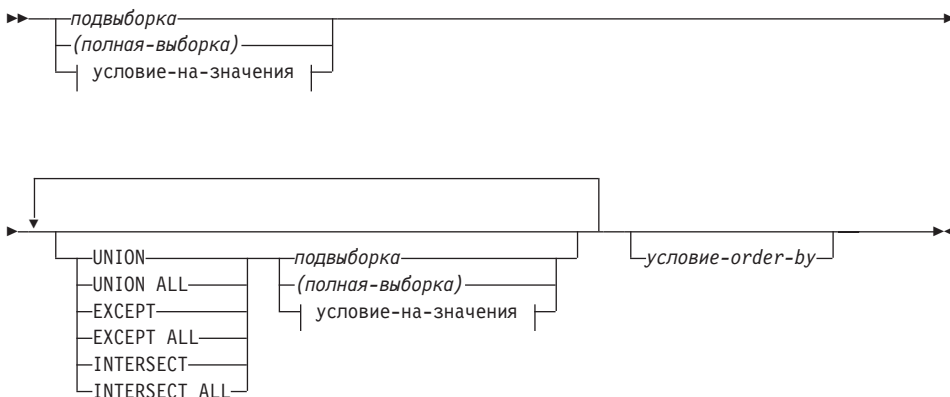 подвыборка
(полная-выборка)
условие-на-значения
UNION
UNION ALL
EXCEPT
EXCEPT ALL
INTERSECT
INTERSECT ALL
подвыборка
(полная-выборка)
условие-на-значения
условие-order-by